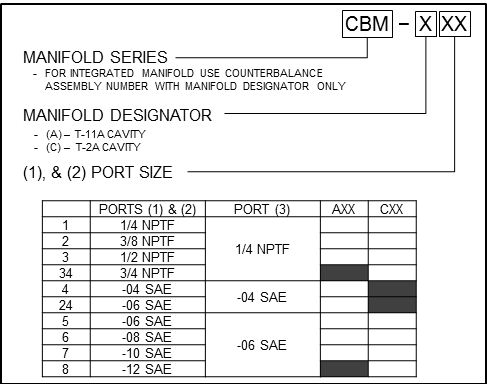 CBM – X XX
MANIFOLD SERIES
- FOR INTEGRATED MANIFOLD USE COUNTERBALANCE
ASSEMBLY NUMBER WITH MANIFOLD DESIGNATOR ONLY
MANIFOLD DESIGNATOR
- (A) – T-11A CAVITY
- (C) – T-2A CAVITY
(1), & (2) PORT SIZE
PORTS (1) & (2) PORT (3) AXX CXX
1 1/4 NPTF
2 3/8 NPTF
1/4 NPTF
3 1/2 NPTF
34 3/4 NPTF
4 -04 SAE
-04 SAE
24 -06 SAE
5 -06 SAE
6 -08 SAE
-06 SAE
7 -10 SAE
8 -12 SAE